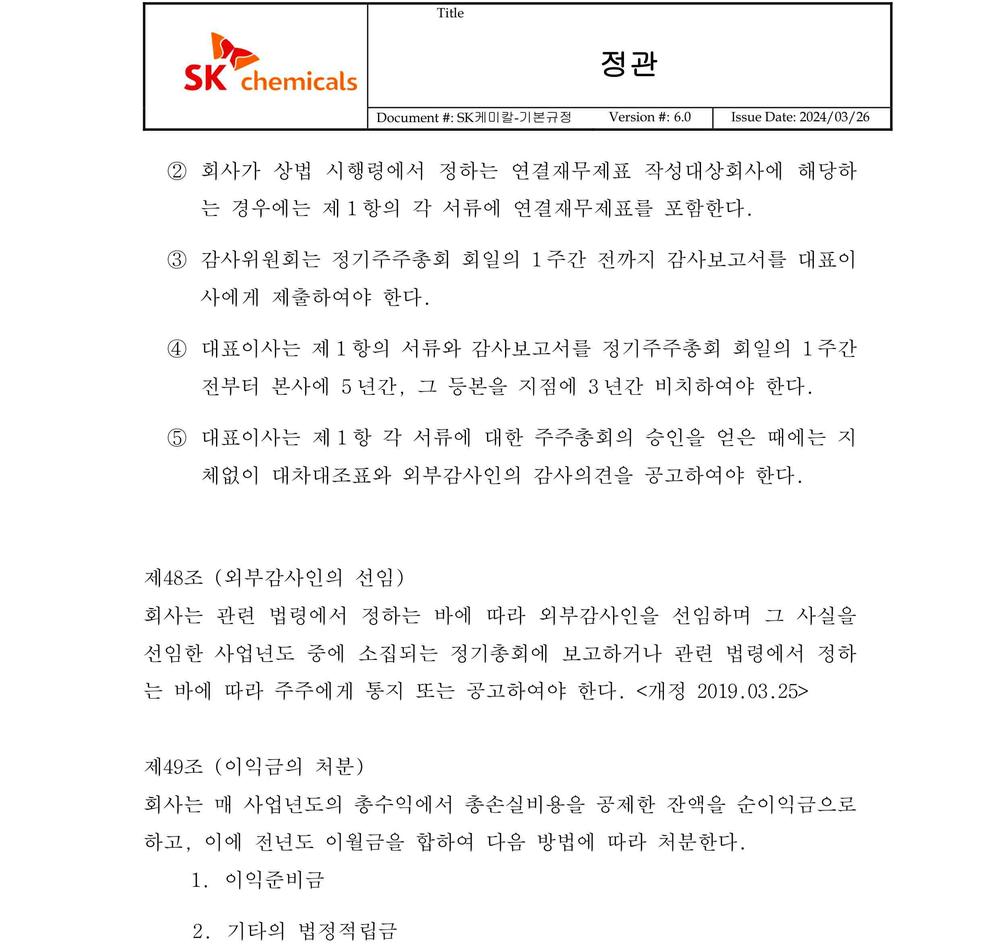 Title
SK chemicals
정관
Document #: SK케미칼-기본규정 Version #: 6.0 Issue Date: 2024/03/26
② 회사가 상법 시행령에서 정하는 연결재무제표 작성대상회사에 해당하
는 경우에는 제1항의 각 서류에 연결재무제표를 포함한다.
③ 감사위원회는 정기주주총회 회일의 1주간 전까지 감사보고서를 대표이
사에게 제출하여야 한다.
④ 대표이사는 제1항의 서류와 감사보고서를 정기주주총회 회일의 1주간
전부터 본사에 5년간, 그 등본을 지점에 3년간 비치하여야 한다.
⑤ 대표이사는 제1항 각 서류에 대한 주주총회의 승인을 얻은 때에는 지
체없이 대차대조표와 외부감사인의 감사의견을 공고하여야 한다.
제48조 (외부감사인의 선임)
회사는 관련 법령에서 정하는 바에 따라 외부감사인을 선임하며 그 사실을
선임한 사업년도 중에 소집되는 정기총회에 보고하거나 관련 법령에서 정하
는 바에 따라 주주에게 통지 또는 공고하여야 한다. <개정 2019.03.25>
제49조 (이익금의 처분)
회사는 매 사업년도의 총수익에서 총손실비용을 공제한 잔액을 순이익금으로
하고, 이에 전년도 이월금을 합하여 다음 방법에 따라 처분한다.
1. 이익준비금
2. 기타의 법정적립금